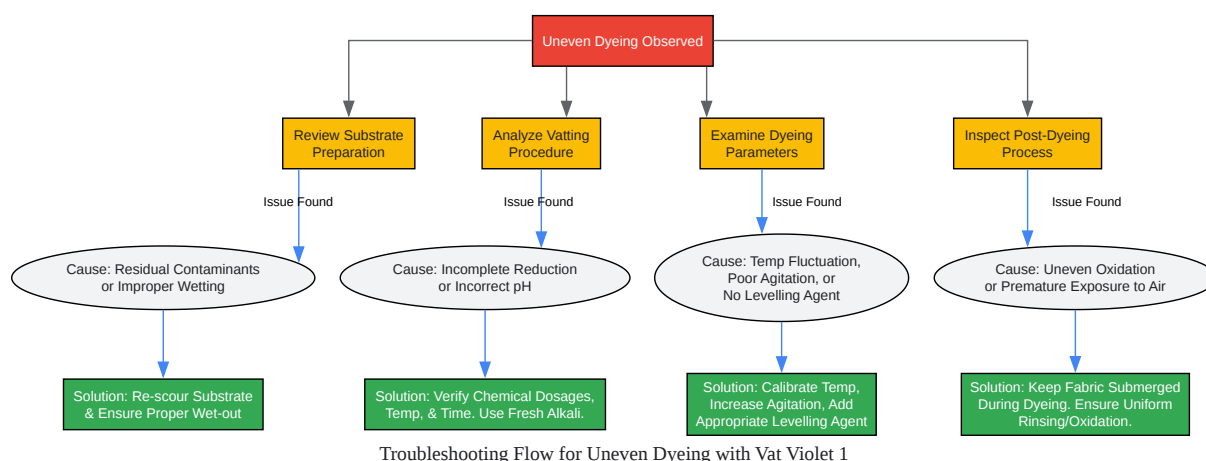 Uneven Dyeing Observed
Review Substrate
Preparation
Analyze Vatting
Procedure
Examine Dyeing
Parameters
Inspect Post-Dyeing
Process
Issue Found
Issue Found
Issue Found
Issue Found
Cause: Residual Contaminants
or Improper Wetting
Cause: Incomplete Reduction
or Incorrect pH
Cause: Temp Fluctuation,
Poor Agitation, or
No Levelling Agent
Cause: Uneven Oxidation
or Premature Exposure to Air
Solution: Re-scour Substrate
& Ensure Proper Wet-out
Solution: Verify Chemical Dosages,
Temp, & Time. Use Fresh Alkali.
Solution: Calibrate Temp,
Increase Agitation, Add
Appropriate Levelling Agent
Solution: Keep Fabric Submerged
During Dyeing. Ensure Uniform
Rinsing/Oxidation.
Troubleshooting Flow for Uneven Dyeing with Vat Violet 1